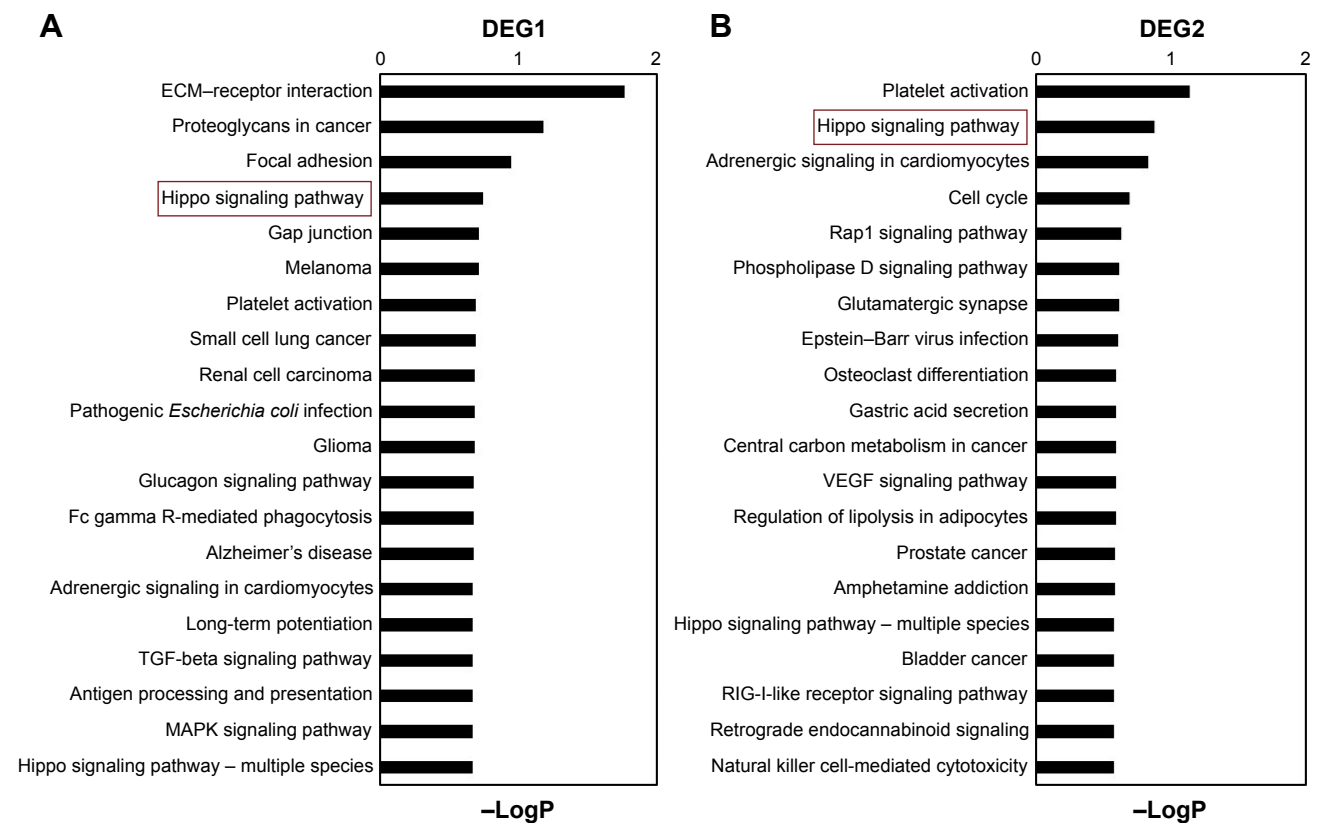 A
DEG1
0 1 2
ECM–receptor interaction
Proteoglycans in cancer
Focal adhesion
Hippo signaling pathway
Gap junction
Melanoma
Platelet activation
Small cell lung cancer
Renal cell carcinoma
Pathogenic Escherichia coli infection
Glioma
Glucagon signaling pathway
Fc gamma R-mediated phagocytosis
Alzheimer’s disease
Adrenergic signaling in cardiomyocytes
Long-term potentiation
TGF-beta signaling pathway
Antigen processing and presentation
MAPK signaling pathway
Hippo signaling pathway – multiple species
–LogP
B
DEG2
0 1 2
Platelet activation
Hippo signaling pathway
Adrenergic signaling in cardiomyocytes
Cell cycle
Rap1 signaling pathway
Phospholipase D signaling pathway
Glutamatergic synapse
Epstein–Barr virus infection
Osteoclast differentiation
Gastric acid secretion
Central carbon metabolism in cancer
VEGF signaling pathway
Regulation of lipolysis in adipocytes
Prostate cancer
Amphetamine addiction
Hippo signaling pathway – multiple species
Bladder cancer
RIG-I-like receptor signaling pathway
Retrograde endocannabinoid signaling
Natural killer cell-mediated cytotoxicity
–LogP